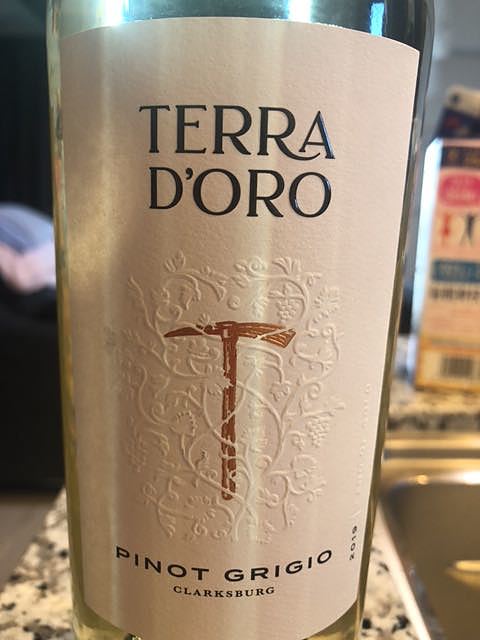 TERRA
D'ORO
PINOT GRIGIO
CLARKSBURG
2019